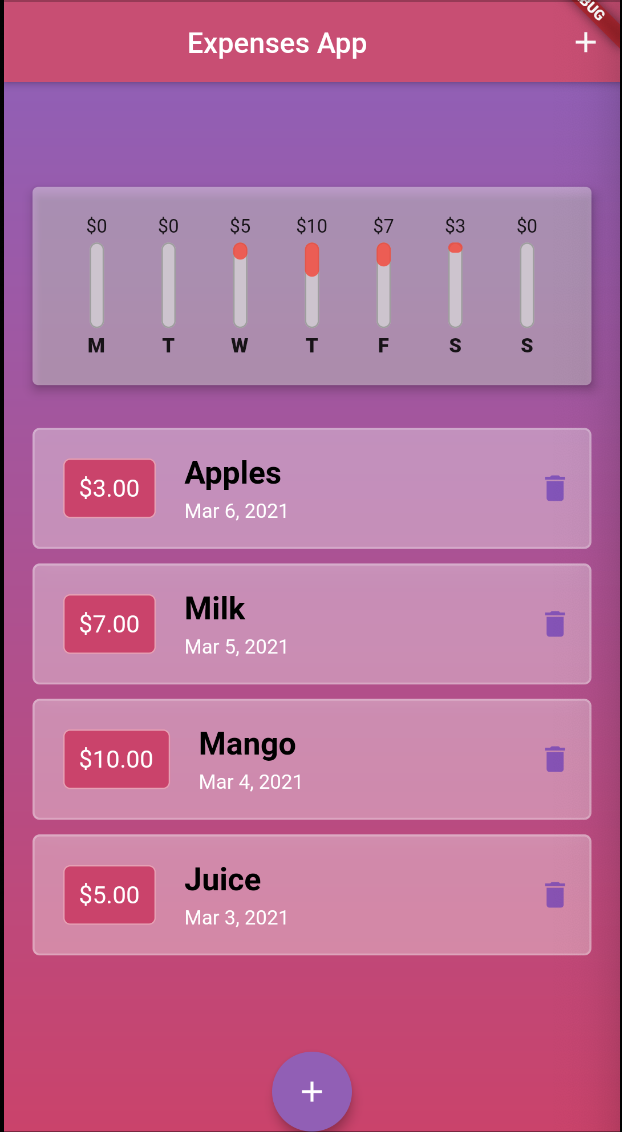 Expenses App
$0 $0 $5 $10 $7 $3 $0
M T W T F S S
$3.00
Apples
Mar 6, 2021
$7.00
Milk
Mar 5, 2021
$10.00
Mango
Mar 4, 2021
$5.00
Juice
Mar 3, 2021